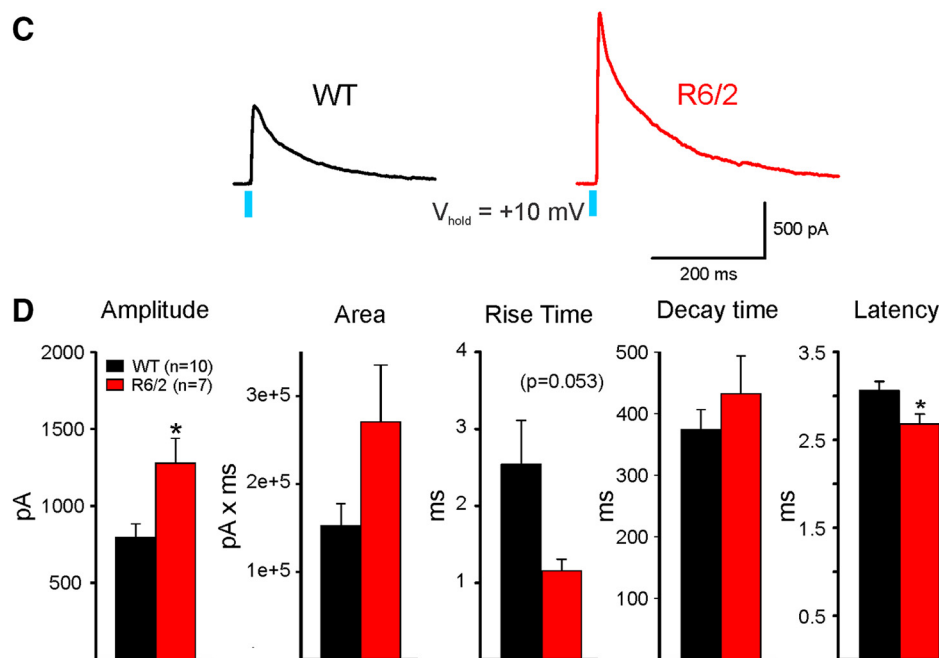 C
WT
R6/2
Vhold = +10 mV
500 pA
200 ms
D
Amplitude
Area
Rise Time
Decay time
Latency
2000
1500
1000
500
pA
WT (n=10)
R6/2 (n=7)
*
3e+5
2e+5
1e+5
pA x ms
4
3
2
1
ms
(p=0.053)
500
400
300
200
100
ms
3.5
2.5
1.5
0.5
ms
*